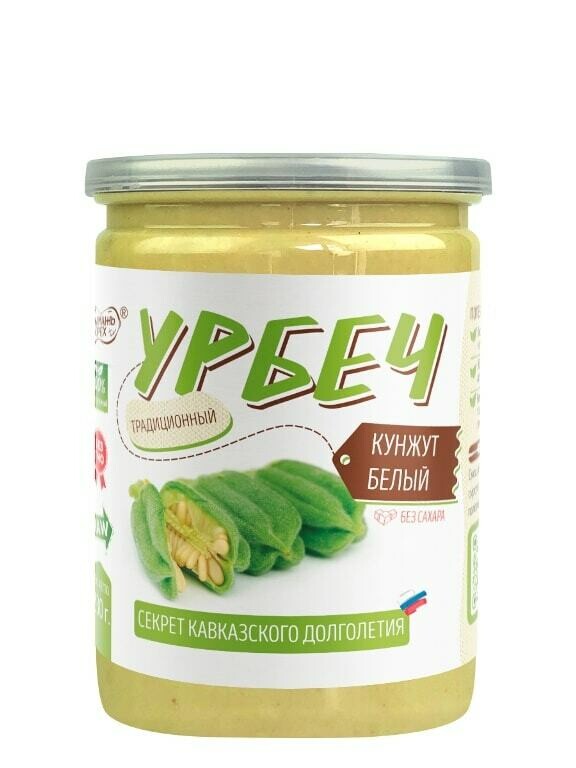 УРБЕЧ
ТРАДИЦИОННЫЙ
КУНЖУТ
БЕЛЫЙ
БЕЗ САХАРА
СЕКРЕТ КАВКАЗСКОГО ДОЛГОЛЕТИЯ